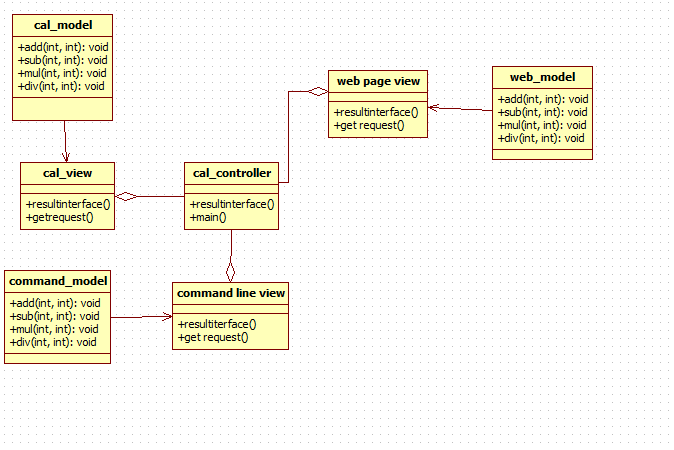 cal_model
+add(int, int): void
+sub(int, int): void
+mul(int, int): void
+div(int, int): void
web page view
+resultinterface()
+get request()
web_model
+add(int, int): void
+sub(int, int): void
+mul(int, int): void
+div(int, int): void
cal_view
+resultinterface()
+getrequest()
cal_controller
+resultinterface()
+main()
command_model
+add(int, int): void
+sub(int, int): void
+mul(int, int): void
+div(int, int): void
command line view
+resultiterface()
+get request()